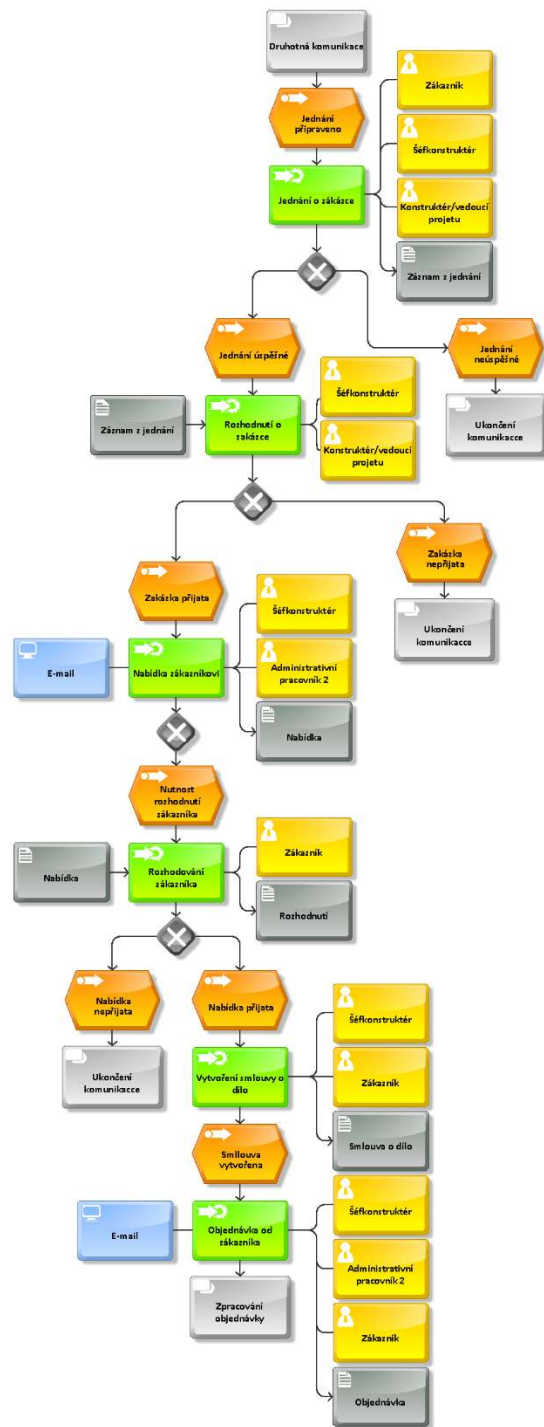 Druhotná komunikace
Zákazník
Jednání
připraveno
Šéfkonstruktér
Jednání o zákázce
Konstruktér/vedoucí
projetu
Záznam z jednání
Jednání úspěšné
Jednání
neúspěšné
Šéfkonstruktér
Záznam z jednání
Rozhodnutí o
zakázce
Ukončení
komunikacce
Konstruktér/vedoucí
projetu
Zakázka
nepřijata
Zakázka přijata
Šéfkonstruktér
Ukončení
komunikacce
E-mail
Nabídka zákazníkovi
Administrativní
pracovník 2
Nabídka
Nutnost
rozhodnutí
zákazníka
Zákazník
Nabídka
Rozhodování
zákazníka
Rozhodnutí
Nabídka
nepřijata
Nabídka přijata
Šéfkonstruktér
Ukončení
komunikacce
Vytvoření smlouvy o
dílo
Zákazník
Smlouva o dílo
Smllouva
vytvořena
Šéfkonstruktér
E-mail
Objednávka od
zákazníka
Administrativní
pracovník 2
Zpracování
objednávky
Zákazník
Objednávka